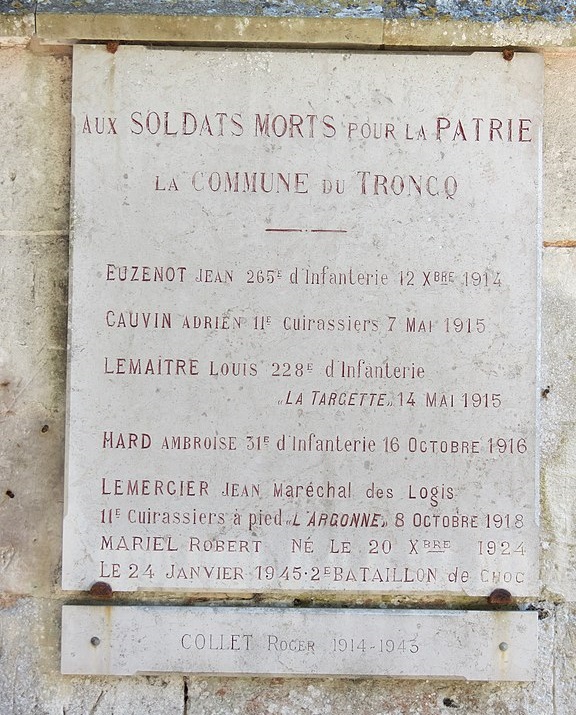 AUX SOLDATS MORTS POUR LA PATRIE
LA COMMUNE DU TRONCQ
EUZENOT JEAN 265E d'Infanterie 12 XBRE 1914
CAUVIN ADRIEN 11E Cuirassiers 7 MAI 1915
LEMAITRE LOUIS 228E d'Infanterie
"LA TARGETTE" 14 MAI 1915
HARD AMBROISE 31E d'Infanterie 16 OCTOBRE 1916
LEMERCIER JEAN Maréchal des Logis
11E Cuirassiers à pied "L'ARGONNE" 8 OCTOBRE 1918
MARIEL ROBERT NÉ LE 20 XBRE 1924
LE 24 JANVIER 1945-2E BATAILLON de CHOC
COLLET ROGER 1914-1943